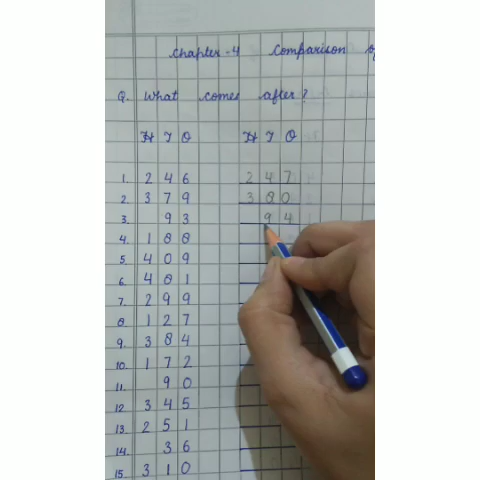 Chapter - 4 Comparison
Q. What comes after?
H T O H T O
1. 2 4 6 2 4 7
2. 3 7 9 3 8 0
3. 9 3 9 4
4. 1 8 8
5. 4 0 9
6. 4 8 1
7. 2 9 9
8. 1 2 7
9. 3 8 4
10. 1 7 2
11. 9 0
12. 3 4 5
13. 2 5 1
14. 3 6
15. 3 1 0